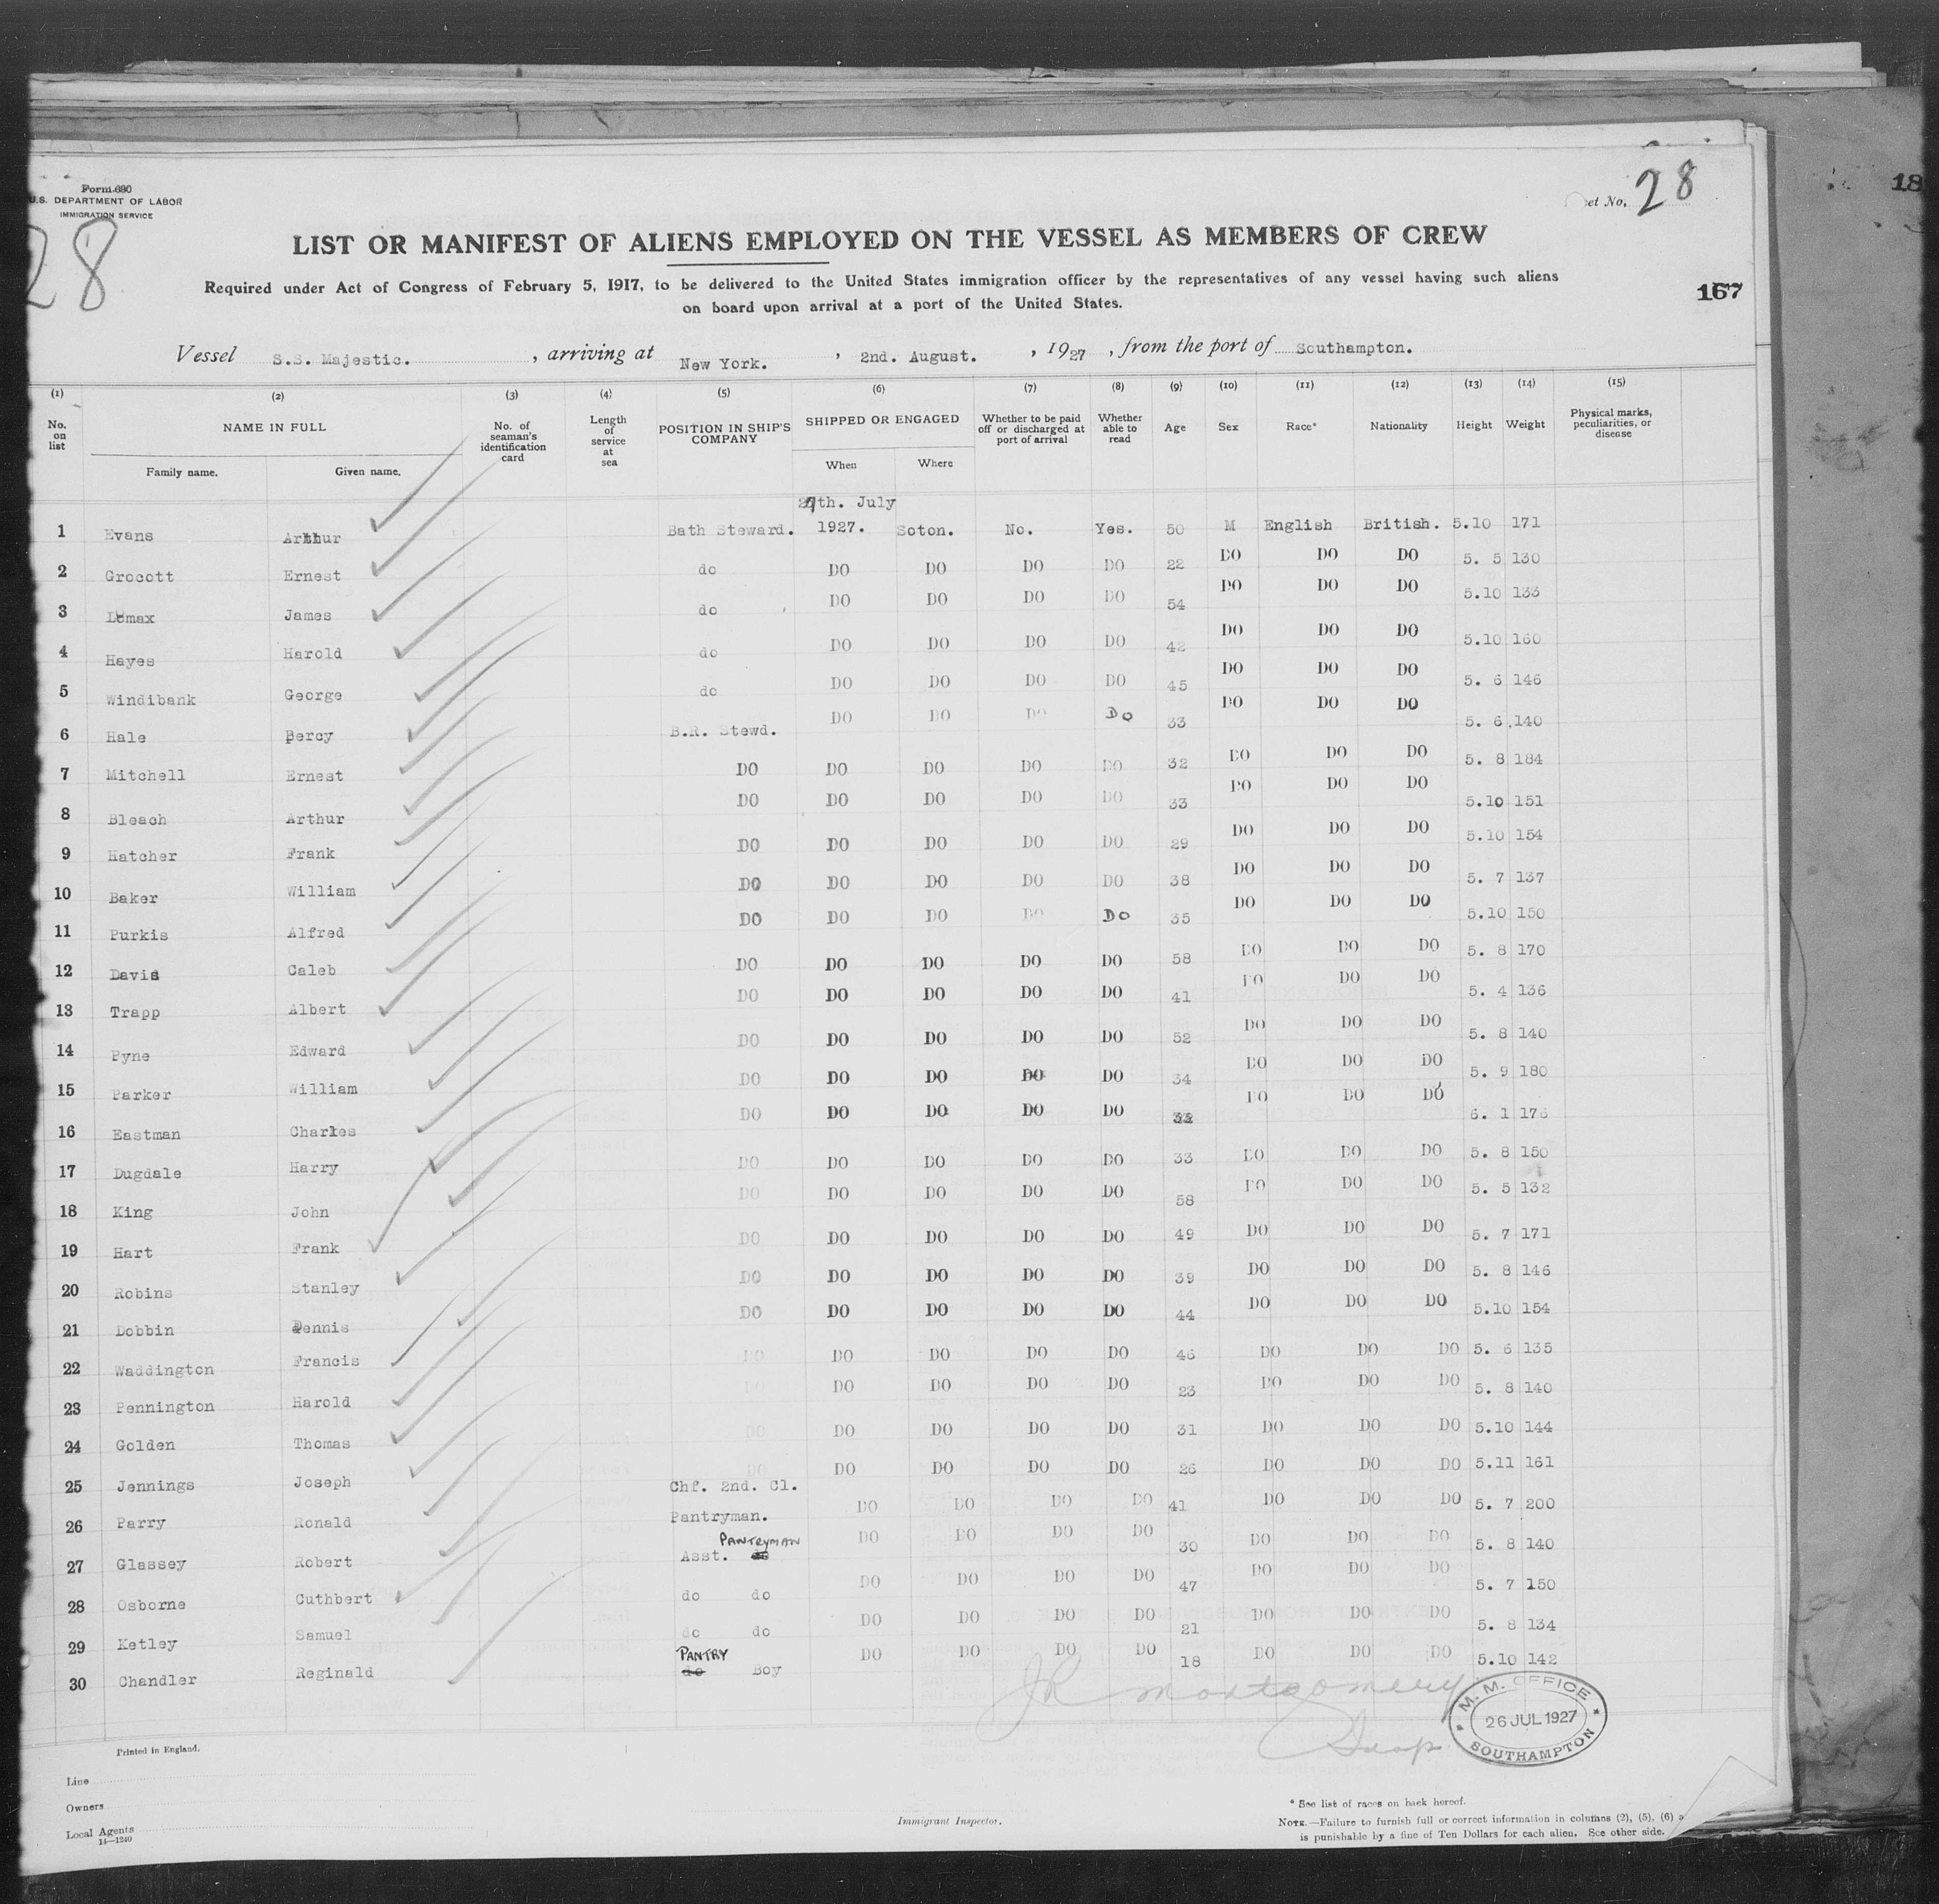 Form 680
U.S. DEPARTMENT OF LABOR
IMMIGRATION SERVICE
28
et No. 28
18
LIST OR MANIFEST OF ALIENS EMPLOYED ON THE VESSEL AS MEMBERS OF CREW
Required under Act of Congress of February 5, 1917, to be delivered to the United States immigration officer by the representatives of any vessel having such aliens
on board upon arrival at a port of the United States.
167
Vessel S.S. Majestic. , arriving at New York. , 2nd. August. , 1927 , from the port of Southampton.
(1) (2) (3) (4) (5) (6) (7) (8) (9) (10) (11) (12) (13) (14) (15)
No. on list NAME IN FULL No. of seaman's identification card Length of service at sea POSITION IN SHIP'S COMPANY SHIPPED OR ENGAGED Whether to be paid off or discharged at port of arrival Whether able to read Age Sex Race* Nationality Height Weight Physical marks, peculiarities, or disease
Family name. Given name. When Where
th. July
1 Evans Arthur Bath Steward. 1927. Soton. No. Yes. 50 M English British. 5.10 171
2 Grocott Ernest do DO DO DO DO 22 DO DO DO 5. 5 130
3 Lomax James do DO DO DO DO 54 DO DO DO 5.10 133
4 Hayes Harold do DO DO DO DO 42 DO DO DO 5.10 160
5 Windibank George do DO DO DO DO 45 DO DO DO 5. 6 146
6 Hale Percy B.R. Stewd. DO DO DO DO 33 DO DO DO 5. 6 140
7 Mitchell Ernest DO DO DO DO DO 32 DO DO DO 5. 8 184
8 Bleach Arthur DO DO DO DO DO 33 DO DO DO 5.10 151
9 Hatcher Frank DO DO DO DO DO 29 DO DO DO 5.10 154
10 Baker William DO DO DO DO DO 38 DO DO DO 5. 7 137
11 Purkis Alfred DO DO DO DO DO 35 DO DO DO 5.10 150
12 Davis Caleb DO DO DO DO DO 58 DO DO DO 5. 8 170
13 Trapp Albert DO DO DO DO DO 41 DO DO DO 5. 4 136
14 Pyne Edward DO DO DO DO DO 52 DO DO DO 5. 8 140
15 Parker William DO DO DO DO DO 34 DO DO DO 5. 9 180
16 Eastman Charles DO DO DO DO DO DO DO DO 6. 1 176
17 Dugdale Harry DO DO DO DO DO 33 DO DO DO 5. 8 150
18 King John DO DO DO DO DO 58 DO DO DO 5. 5 132
19 Hart Frank DO DO DO DO DO 49 DO DO DO 5. 7 171
20 Robins Stanley DO DO DO DO DO 39 DO DO DO 5. 8 146
21 Dobbin Dennis DO DO DO DO DO 44 DO DO DO 5.10 154
22 Waddington Francis DO DO DO DO DO 46 DO DO DO 5. 6 135
23 Pennington Harold DO DO DO DO DO 23 DO DO DO 5. 8 140
24 Golden Thomas DO DO DO DO DO 31 DO DO DO 5.10 144
25 Jennings Joseph DO DO DO DO DO 26 DO DO DO 5.11 161
Chf. 2nd. Cl.
26 Parry Ronald Pantryman. DO DO DO DO 41 DO DO DO 5. 7 200
PANTRYMAN
27 Glassey Robert Asst. do DO DO DO DO 30 DO DO DO 5. 8 140
28 Osborne Cuthbert do do DO DO DO DO 47 DO DO DO 5. 7 150
29 Ketley Samuel do do DO DO DO DO 21 DO DO DO 5. 8 134
PANTRY
30 Chandler Reginald do Boy DO DO DO DO 18 DO DO DO 5.10 142
JR Montgomery
M. M. OFFICE
26 JUL 1927
SOUTHAMPTON
Printed in England.
Line
Owners
Local Agents
14—1240
Immigrant Inspector.
* See list of races on back hereof.
NOTE.—Failure to furnish full or correct information in columns (2), (5), (6) a
is punishable by a fine of Ten Dollars for each alien. See other side.